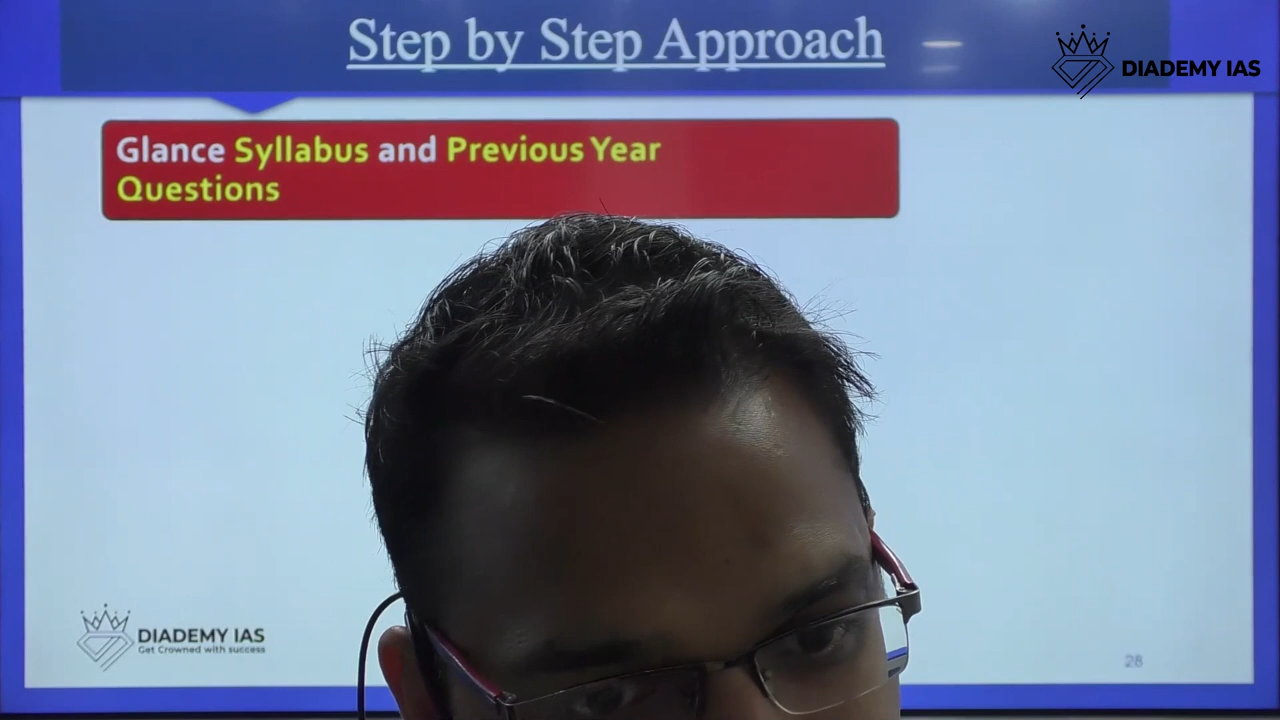 Step by Step Approach
DIADEMY IAS
Glance Syllabus and Previous Year
Questions
DIADEMY IAS
Get Crowned with success
28